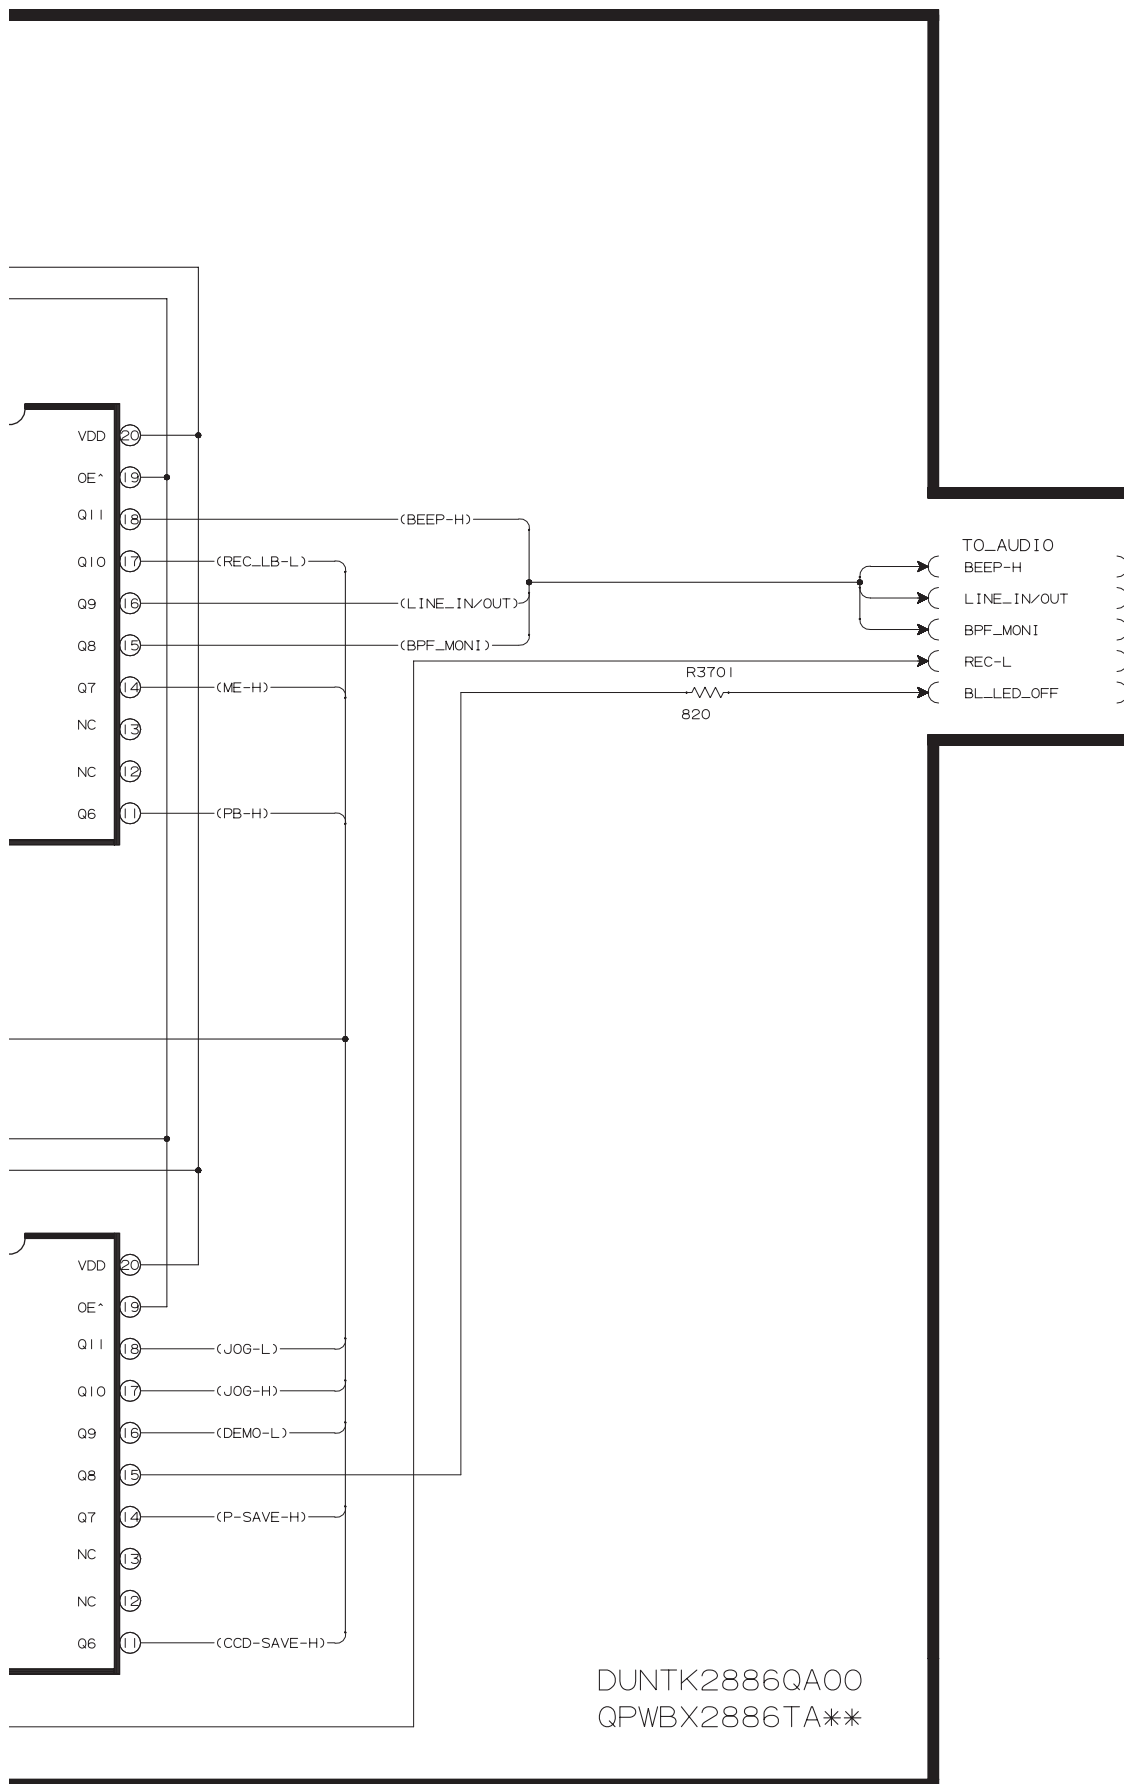 VDD 20
OE^ 19
Q11 18 (BEEP-H)
Q10 17 (REC_LB-L)
Q9 16 (LINE_IN/OUT)
Q8 15 (BPF_MONI)
Q7 14 (ME-H)
NC 13
NC 12
Q6 11 (PB-H)
TO_AUDIO
BEEP-H
LINE_IN/OUT
BPF_MONI
REC-L
BL_LED_OFF
R3701
820
VDD 20
OE^ 19
Q11 18 (JOG-L)
Q10 17 (JOG-H)
Q9 16 (DEMO-L)
Q8 15
Q7 14 (P-SAVE-H)
NC 13
NC 12
Q6 11 (CCD-SAVE-H)
DUNTK2886QA00
QPWBX2886TA**